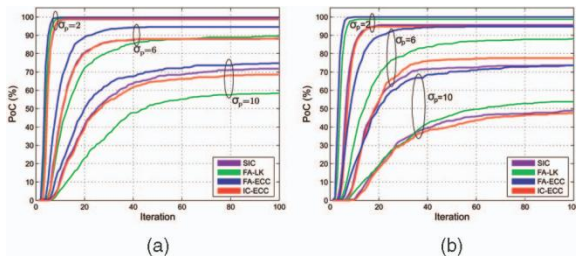 100
90
80
70
60
50
40
30
20
10
0
PoC (%)
0
20
40
60
80
100
Iteration
σp=2
σp=6
σp=10
SIC
FA-LK
FA-ECC
IC-ECC
(a)
100
90
80
70
60
50
40
30
20
10
0
PoC (%)
0
20
40
60
80
100
Iteration
σp=2
σp=6
σp=10
SIC
FA-LK
FA-ECC
IC-ECC
(b)